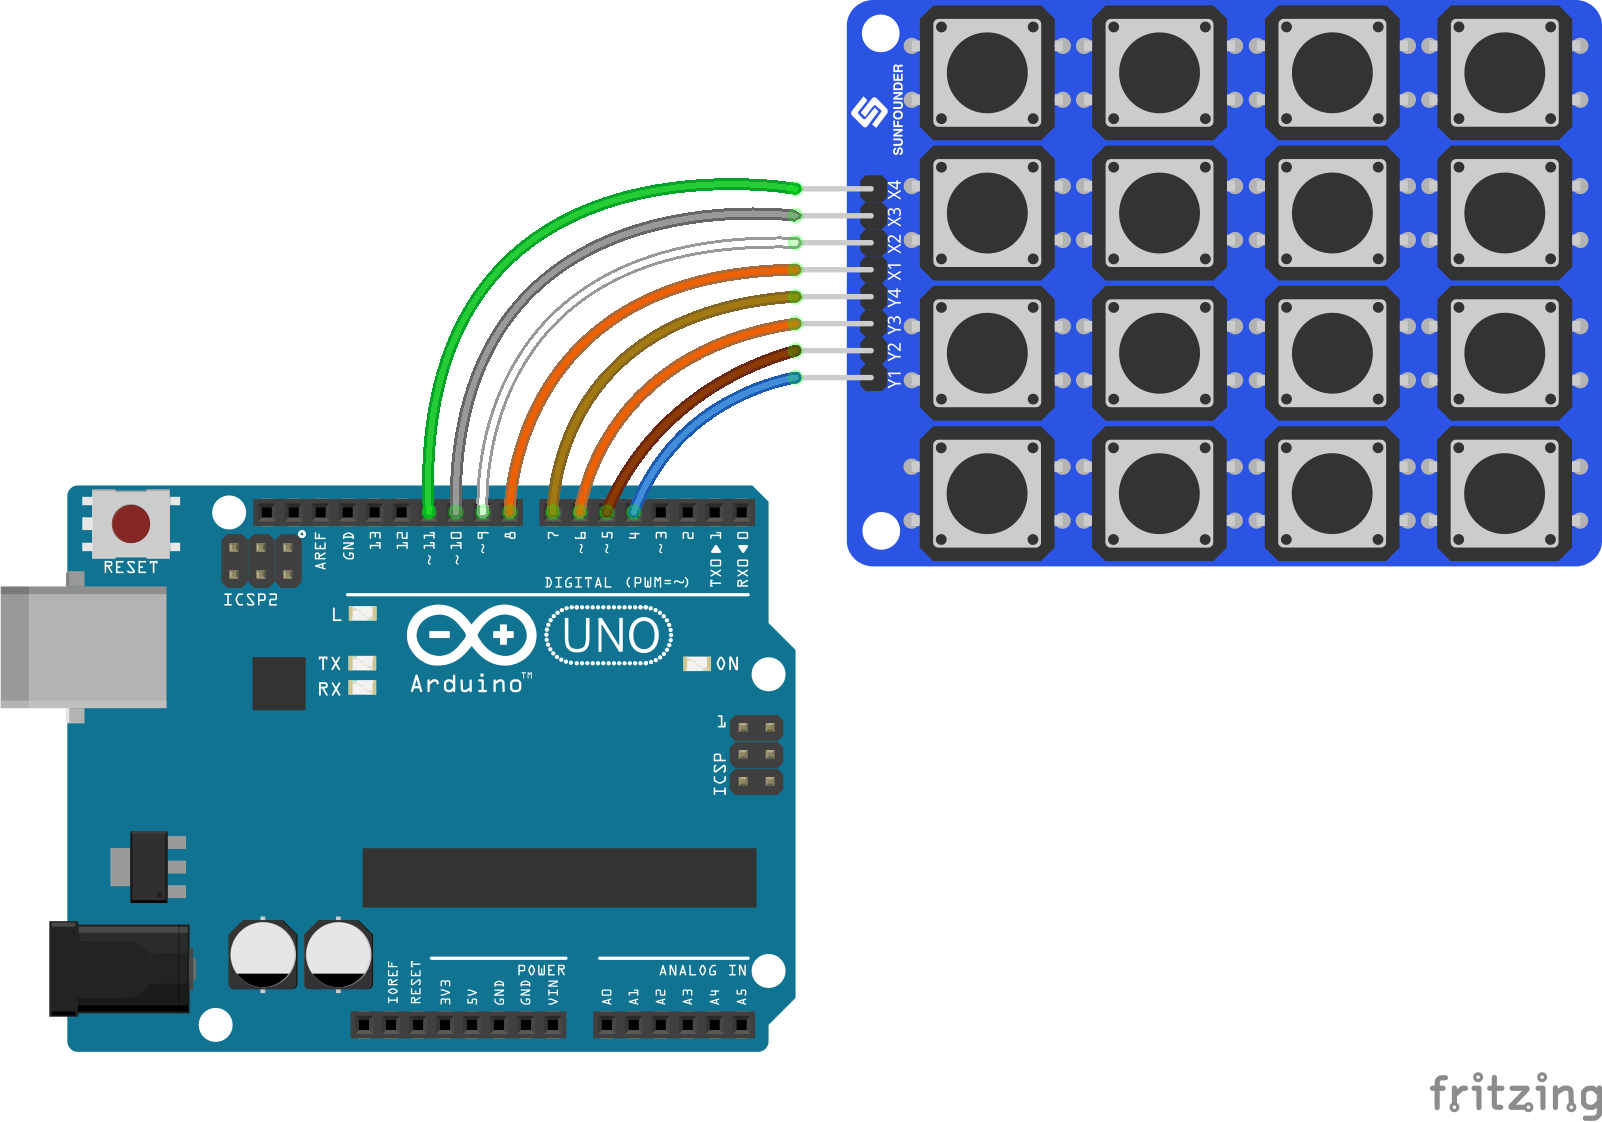 SUNFOUNDER
X4
X3
X2
X1
Y4
Y3
Y2
Y1
RESET
ICSP2
AREF
GND
13
12
~11
~10
~9
8
7
~6
~5
4
~3
2
TX0▶1
RX0◀0
DIGITAL (PWM=~)
L
TX
RX
UNO
Arduino™
ON
1
ICSP
IOREF
RESET
3V3
5V
GND
GND
VIN
POWER
ANALOG IN
A0
A1
A2
A3
A4
A5
fritzing